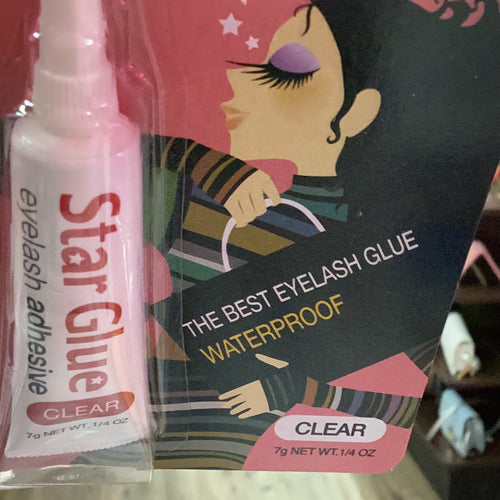 Star Glue
eyelash adhesive
CLEAR
7g NET WT. 1/4 OZ
THE BEST EYELASH GLUE
WATERPROOF
CLEAR
7g NET WT.1/4 OZ